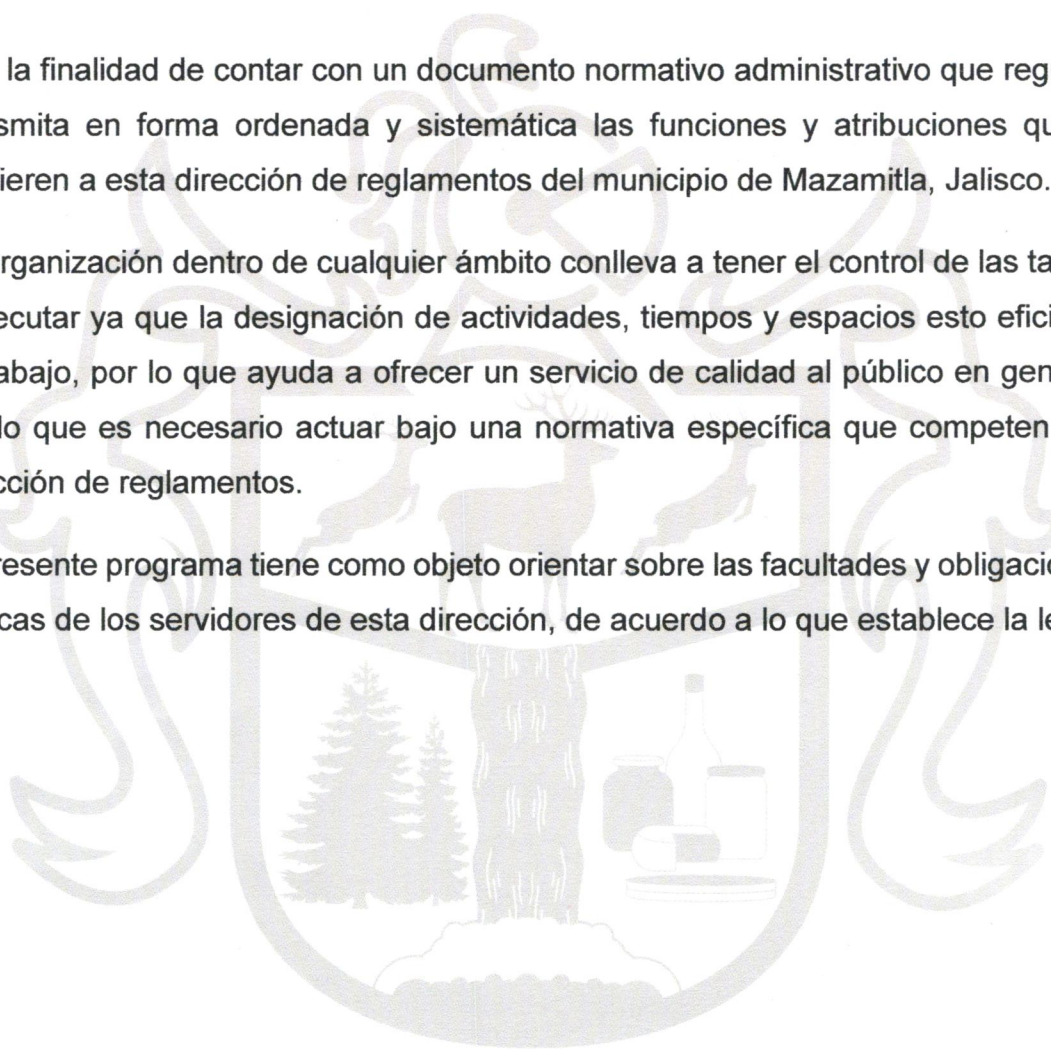 la finalidad de contar con un documento normativo administrativo que reg
smita en forma ordenada y sistemática las funciones y atribuciones qu
ieren a esta dirección de reglamentos del municipio de Mazamitla, Jalisco.
rganización dentro de cualquier ámbito conlleva a tener el control de las ta
ecutar ya que la designación de actividades, tiempos y espacios esto efici
abajo, por lo que ayuda a ofrecer un servicio de calidad al público en gen
lo que es necesario actuar bajo una normativa específica que competen
cción de reglamentos.
resente programa tiene como objeto orientar sobre las facultades y obligacio
cas de los servidores de esta dirección, de acuerdo a lo que establece la le